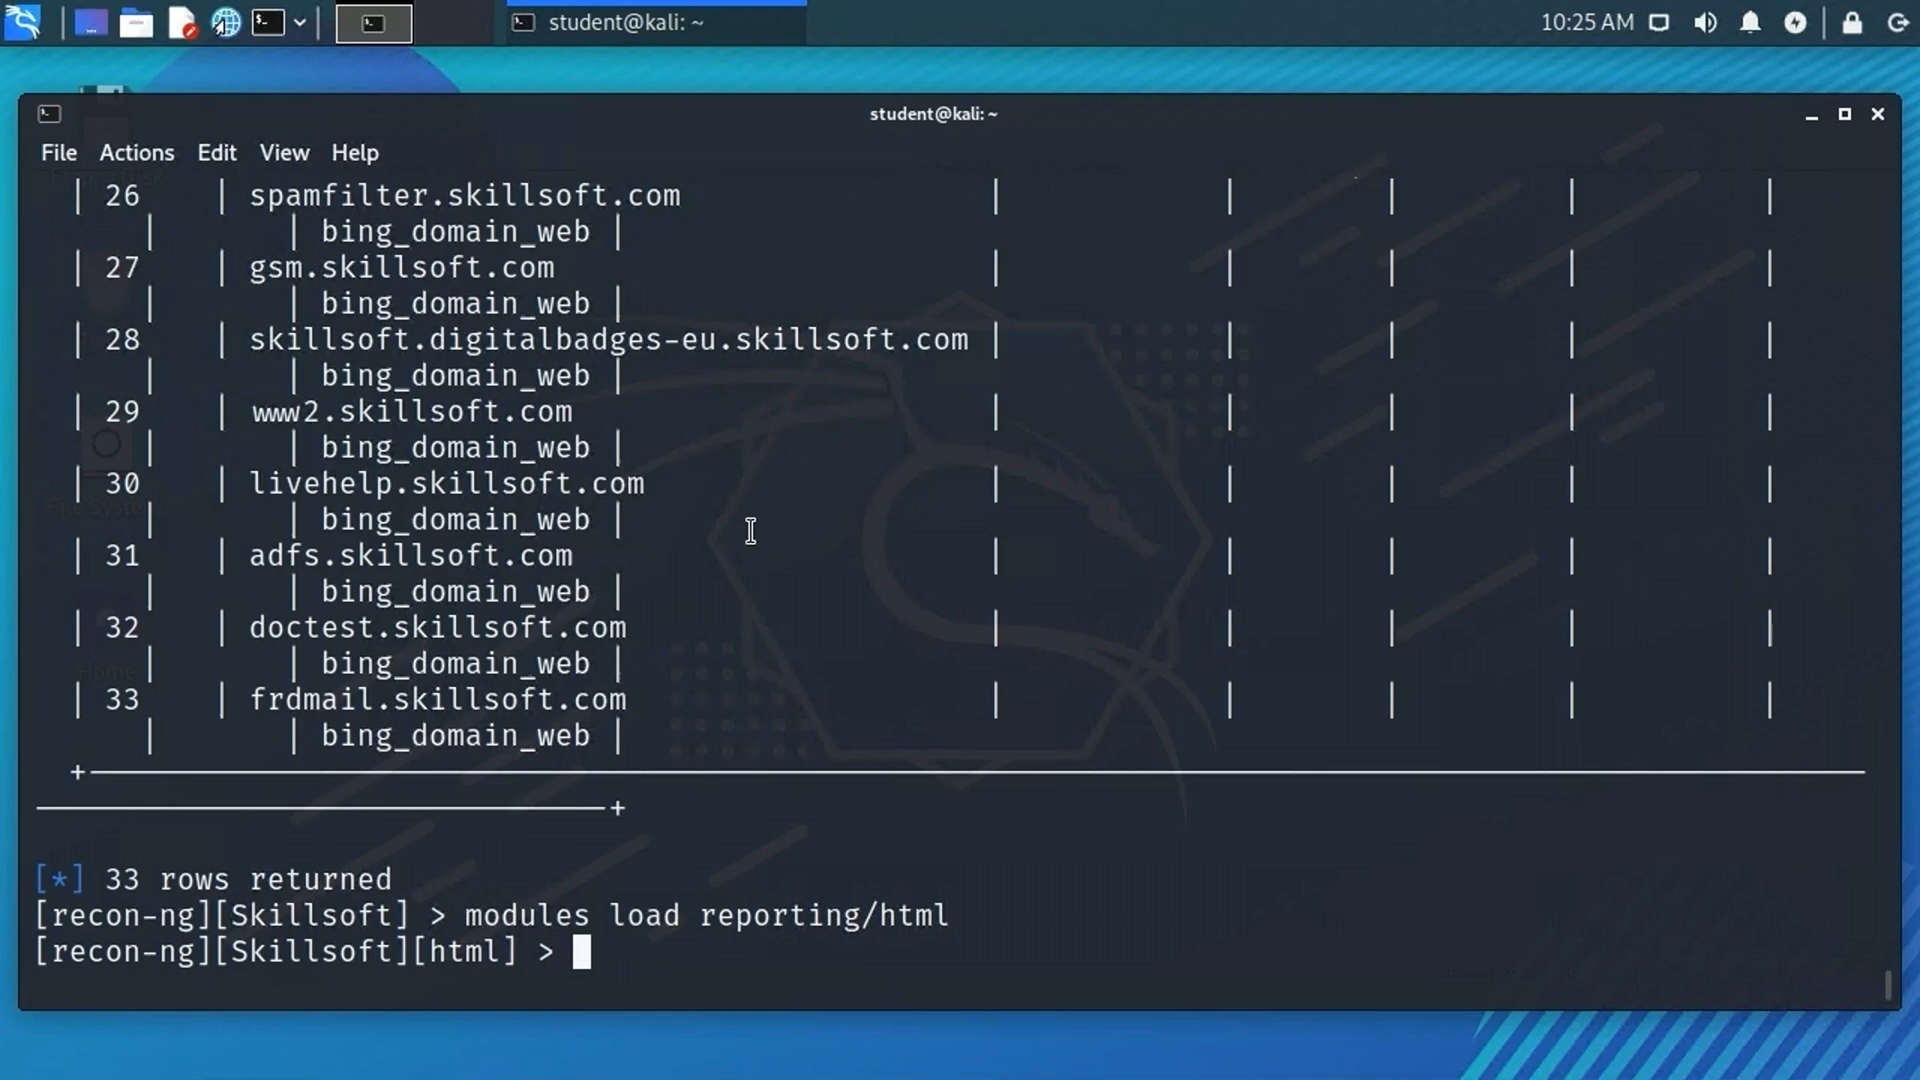 student@kali: ~
10:25 AM
student@kali: ~
File Actions Edit View Help
| 26 | spamfilter.skillsoft.com | | | | |
| | bing_domain_web |
| 27 | gsm.skillsoft.com | | | | |
| | bing_domain_web |
| 28 | skillsoft.digitalbadges-eu.skillsoft.com | | | | |
| | bing_domain_web |
| 29 | www2.skillsoft.com | | | | |
| | bing_domain_web |
| 30 | livehelp.skillsoft.com | | | | |
| | bing_domain_web |
| 31 | adfs.skillsoft.com | | | | |
| | bing_domain_web |
| 32 | doctest.skillsoft.com | | | | |
| | bing_domain_web |
| 33 | frdmail.skillsoft.com | | | | |
| | bing_domain_web |
[*] 33 rows returned
[recon-ng][Skillsoft] > modules load reporting/html
[recon-ng][Skillsoft][html] >